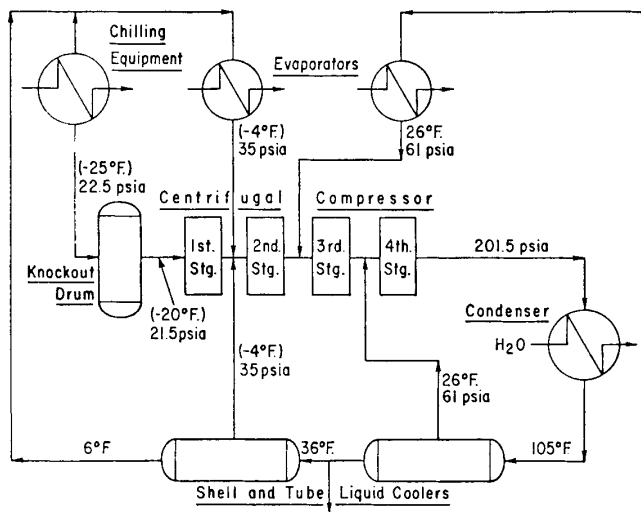 Chilling
Equipment
Evaporators
(-4°F.)
35 psia
26°F.
61 psia
(-25°F.)
22.5 psia
Centrifugal Compressor
1st.
Stg.
2nd.
Stg.
3rd.
Stg.
4th.
Stg.
201.5 psia
Knockout
Drum
(-20°F.)
21.5psia
Condenser
H2O
(-4°F.)
35 psia
26°F.
61 psia
6°F
36°F.
105°F.
Shell and Tube Liquid Coolers